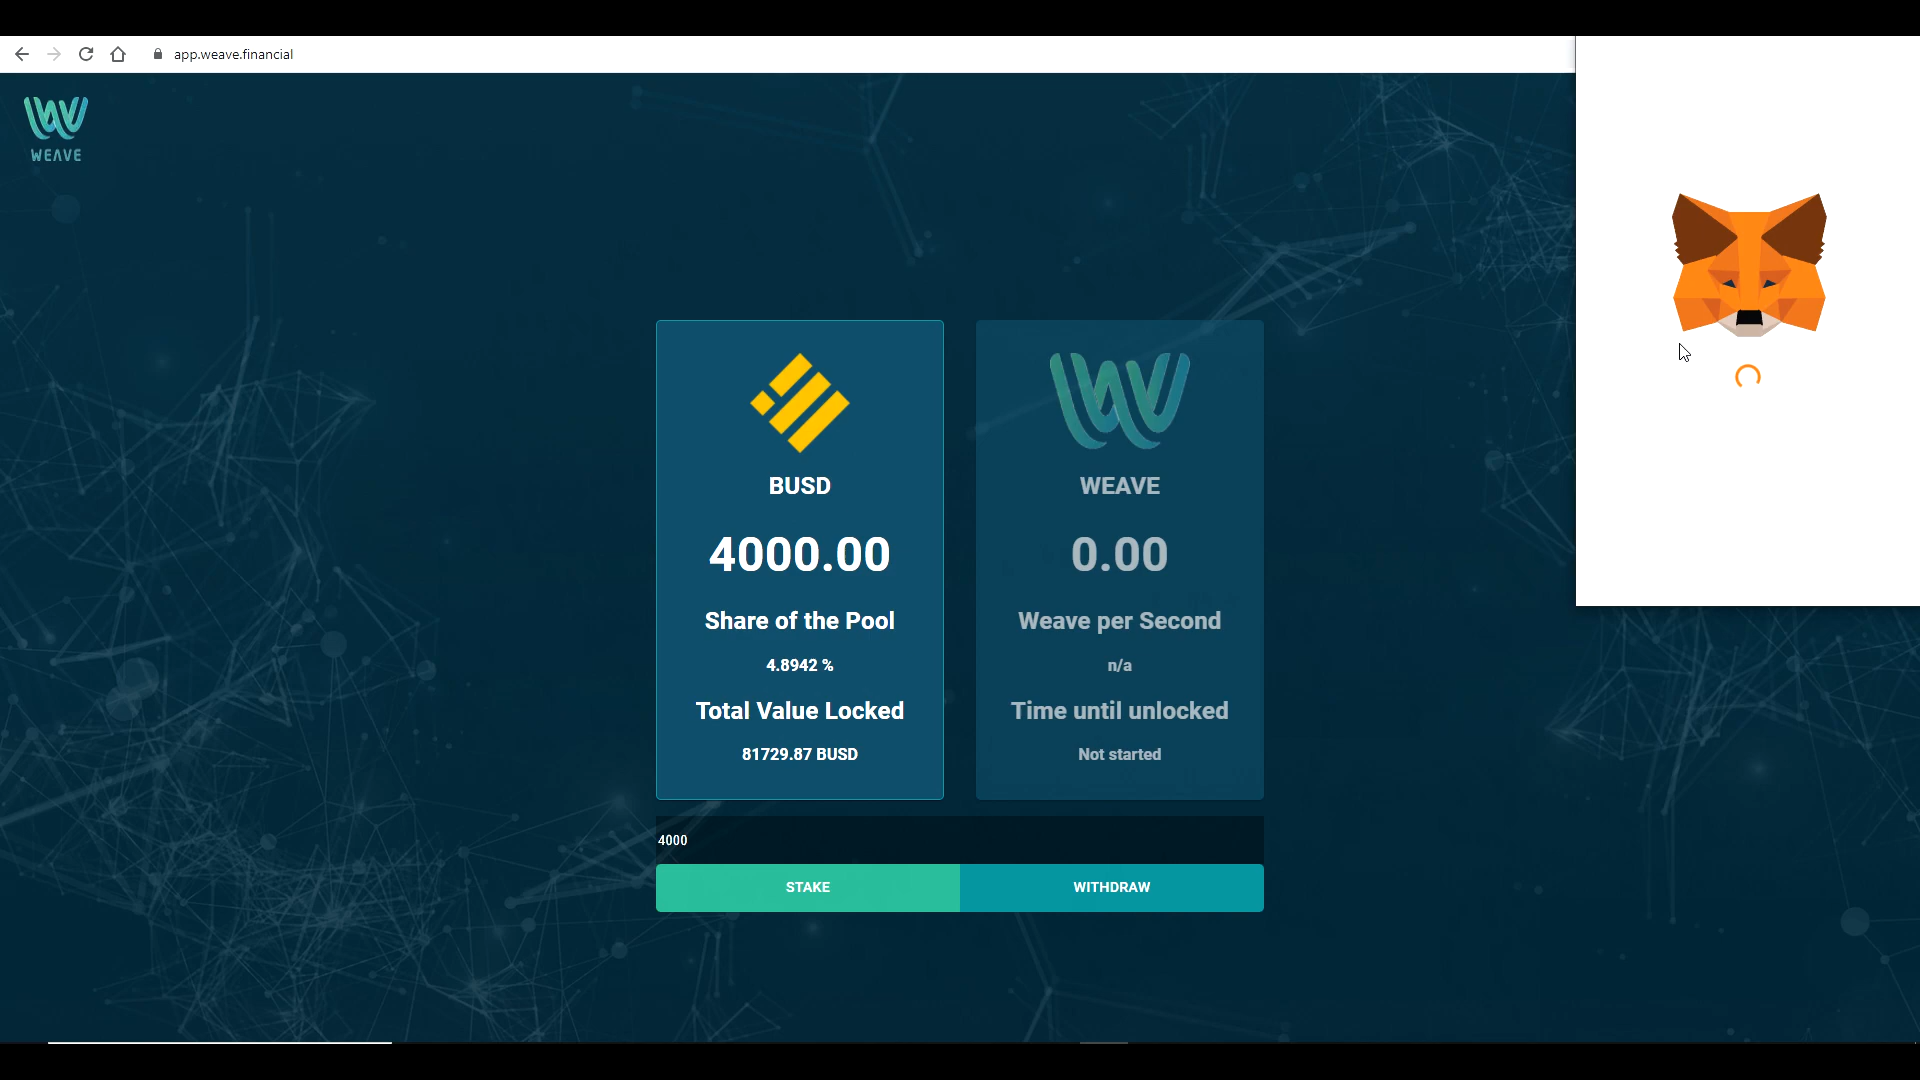 app.weave.financial
WEAVE
BUSD
4000.00
Share of the Pool
4.8942 %
Total Value Locked
81729.87 BUSD
WEAVE
0.00
Weave per Second
n/a
Time until unlocked
Not started
4000
STAKE
WITHDRAW